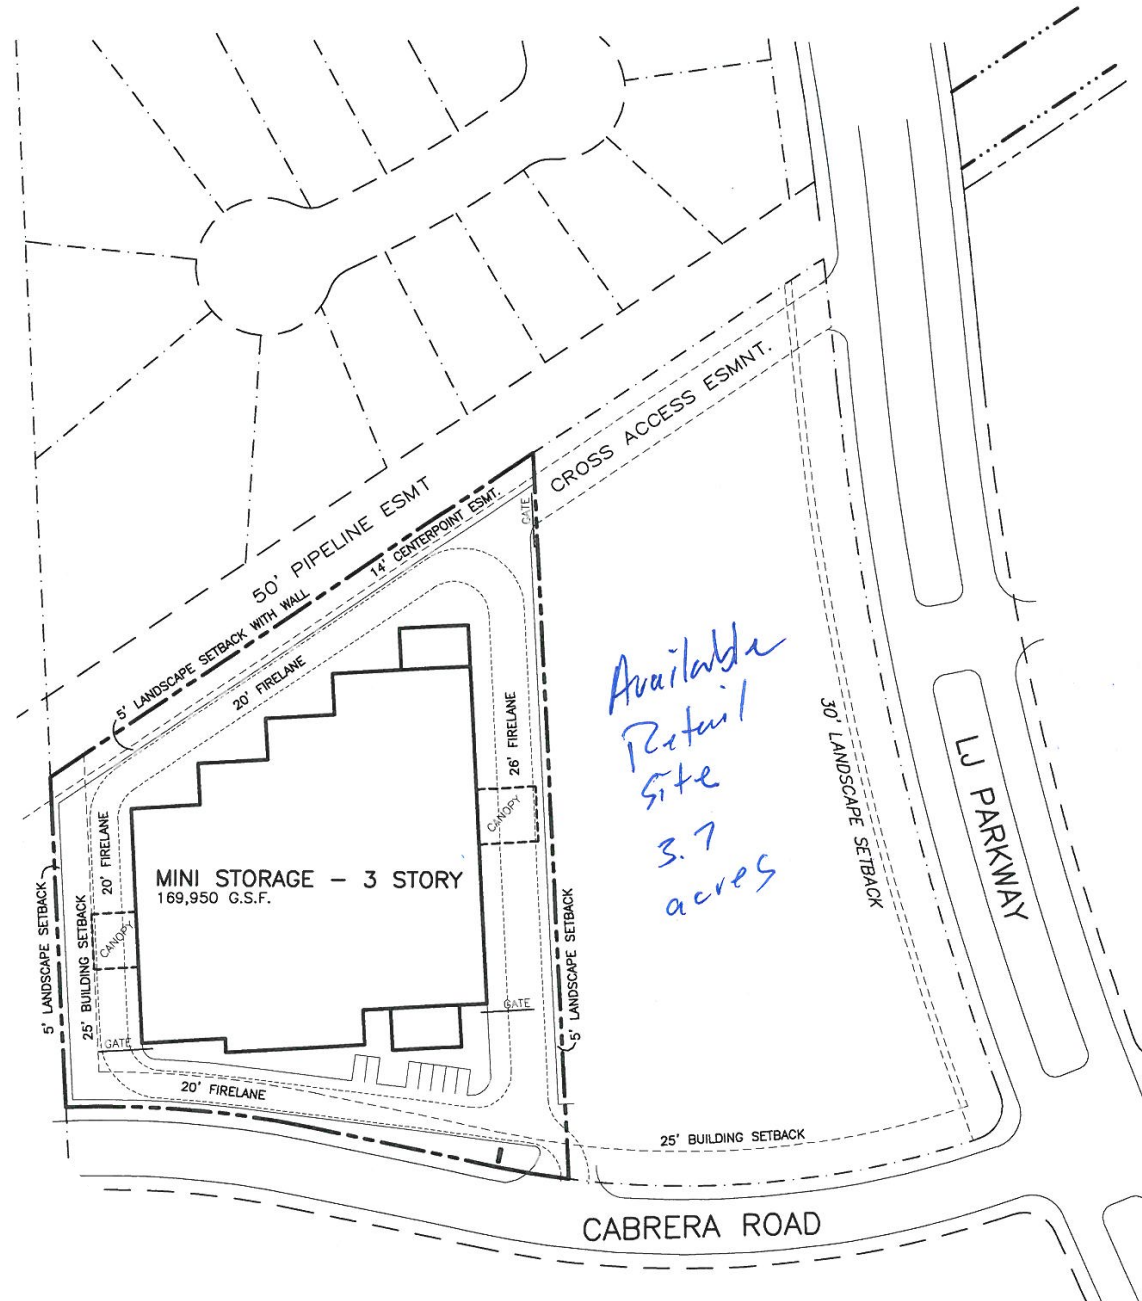 CROSS ACCESS ESMNT.
50' PIPELINE ESMT
14' CENTERPOINT ESMT.
GATE
5' LANDSCAPE SETBACK WITH WALL
20' FIRELANE
26' FIRELANE
CANOPY
20' FIRELANE
MINI STORAGE - 3 STORY
169,950 G.S.F.
CANOPY
5' LANDSCAPE SETBACK
25' BUILDING SETBACK
GATE
GATE
5' LANDSCAPE SETBACK
20' FIRELANE
Available
Retail
Site
3.7
acres
30' LANDSCAPE SETBACK
LJ PARKWAY
25' BUILDING SETBACK
CABRERA ROAD